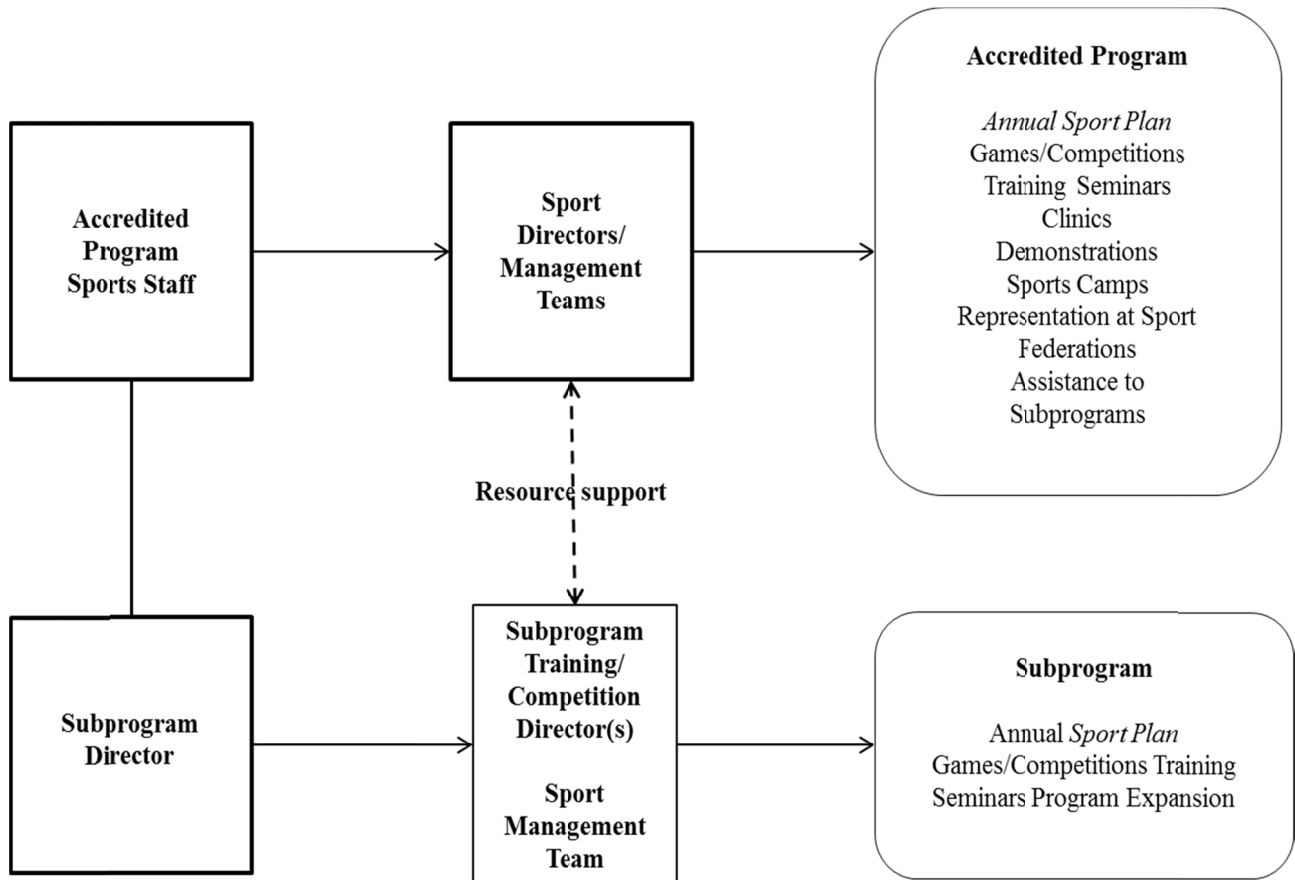 Accredited
Program
Sports Staff
Sport
Directors/
Management
Teams
Accredited Program
Annual Sport Plan
Games/Competitions
Training Seminars
Clinics
Demonstrations
Sports Camps
Representation at Sport
Federations
Assistance to
Subprograms
Resource support
Subprogram
Director
Subprogram
Training/
Competition
Director(s)
Sport
Management
Team
Subprogram
Annual Sport Plan
Games/Competitions Training
Seminars Program Expansion